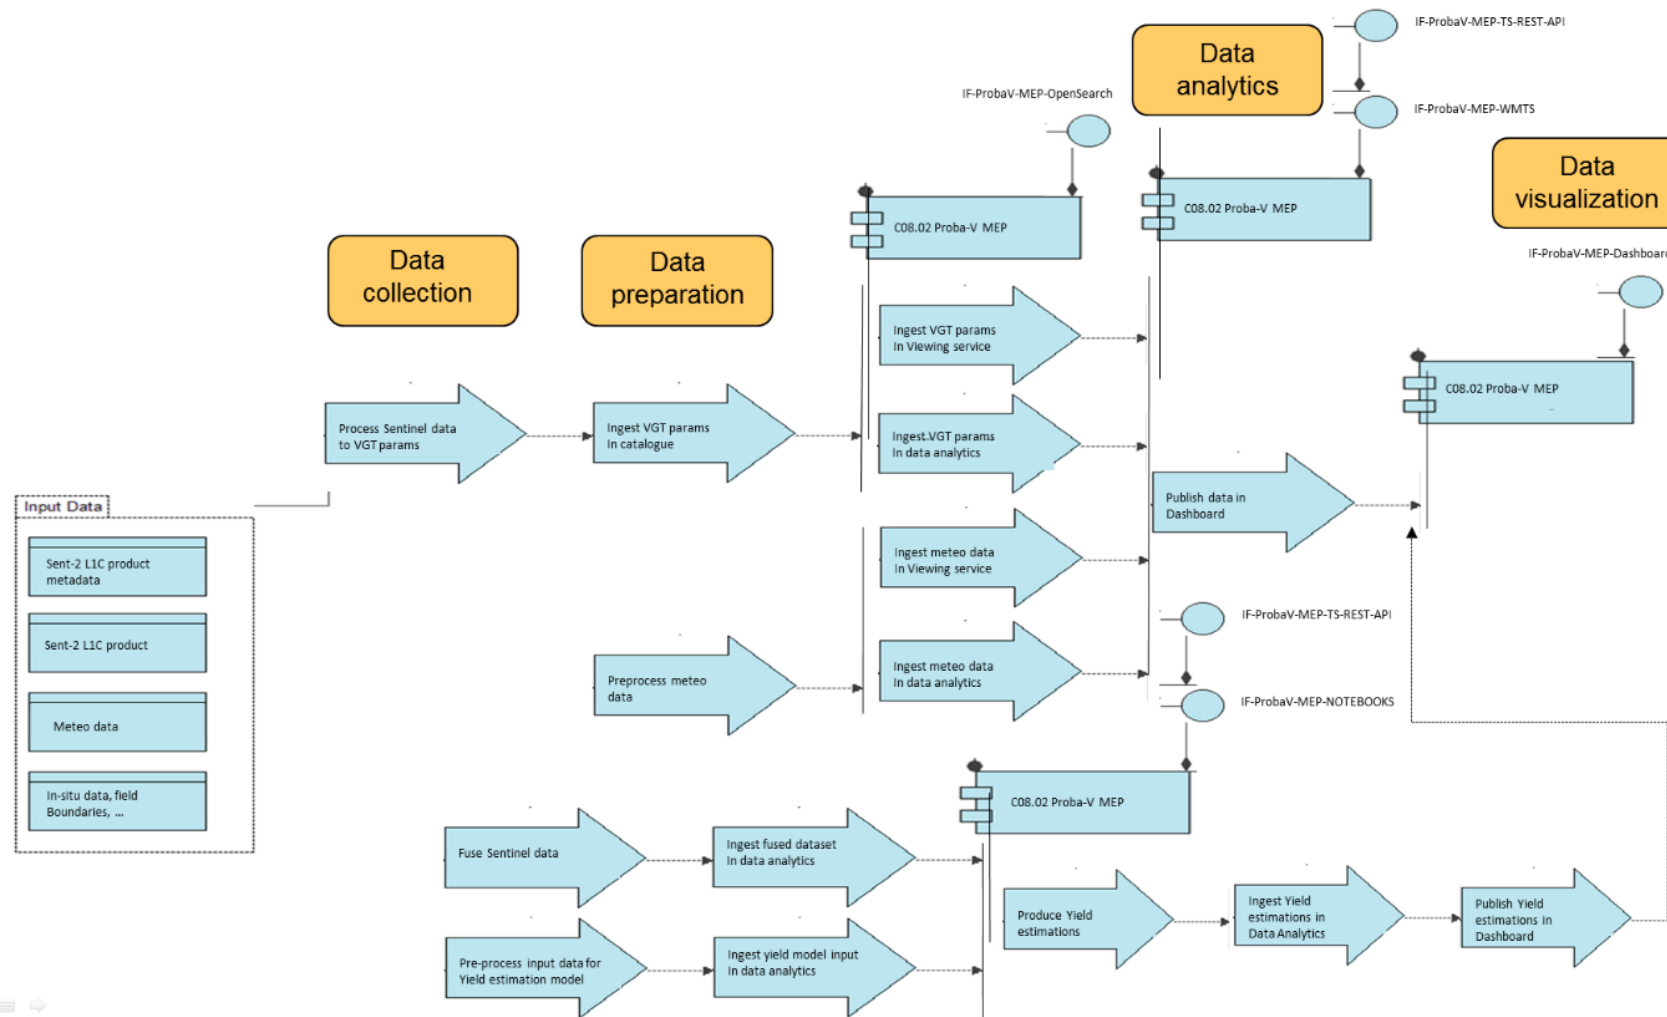 IF-ProbaV-MEP-TS-REST-API
Data
analytics
IF-ProbaV-MEP-OpenSearch
IF-ProbaV-MEP-WMTS
Data
visualization
C08.02 Proba-V MEP
C08.02 Proba-V MEP
Data
collection
Data
preparation
IF-ProbaV-MEP-Dashboard
Ingest VGT params
In Viewing service
C08.02 Proba-V MEP
Process Sentinel data
to VGT params
Ingest VGT params
In catalogue
Ingest VGT params
In data analytics
Publish data in
Dashboard
Input Data
Sent-2 L1C product
metadata
Sent-2 L1C product
Meteo data
In-situ data, field
Boundaries, ...
Ingest meteo data
In Viewing service
IF-ProbaV-MEP-TS-REST-API
Preprocess meteo
data
Ingest meteo data
In data analytics
IF-ProbaV-MEP-NOTEBOOKS
C08.02 Proba-V MEP
Fuse Sentinel data
Ingest fused dataset
In data analytics
Produce Yield
estimations
Ingest Yield
estimations in
Data Analytics
Publish Yield
estimations in
Dashboard
Pre-process input data for
Yield estimation model
Ingest yield model input
In data analytics